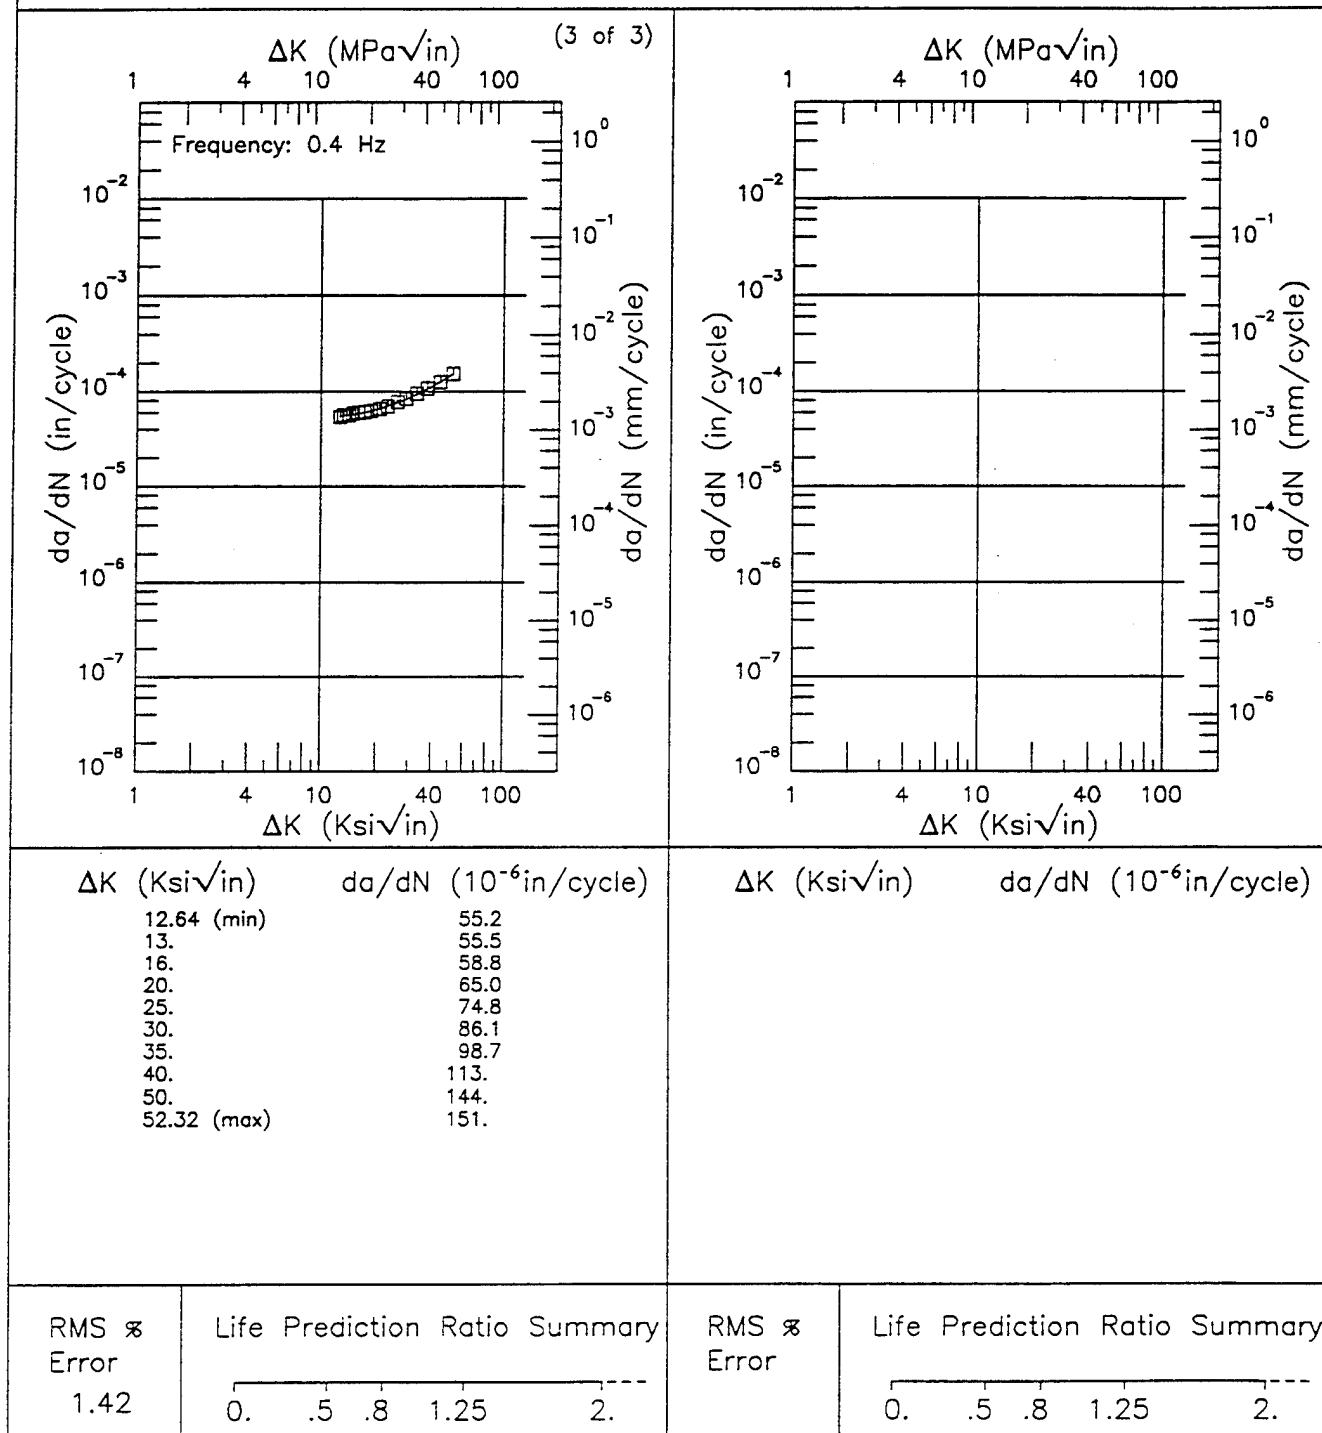 (3 of 3)
ΔK (MPa√in)
1 4 10 40 100
Frequency: 0.4 Hz
da/dN (in/cycle)
10⁻²
10⁻³
10⁻⁴
10⁻⁵
10⁻⁶
10⁻⁷
10⁻⁸
10⁰
10⁻¹
10⁻²
10⁻³
10⁻⁴
10⁻⁵
10⁻⁶
da/dN (mm/cycle)
1 4 10 40 100
ΔK (Ksi√in)
ΔK (MPa√in)
1 4 10 40 100
da/dN (in/cycle)
10⁻²
10⁻³
10⁻⁴
10⁻⁵
10⁻⁶
10⁻⁷
10⁻⁸
10⁰
10⁻¹
10⁻²
10⁻³
10⁻⁴
10⁻⁵
10⁻�6
da/dN (mm/cycle)
1 4 10 40 100
ΔK (Ksi√in)
ΔK (Ksi√in) da/dN (10⁻⁶in/cycle)
12.64 (min) 55.2
13. 55.5
16. 58.8
20. 65.0
25. 74.8
30. 86.1
35. 98.7
40. 113.
50. 144.
52.32 (max) 151.
ΔK (Ksi√in) da/dN (10⁻⁶in/cycle)
RMS %
Error
1.42
Life Prediction Ratio Summary
0. .5 .8 1.25 2.
RMS %
Error
Life Prediction Ratio Summary
0. .5 .8 1.25 2.